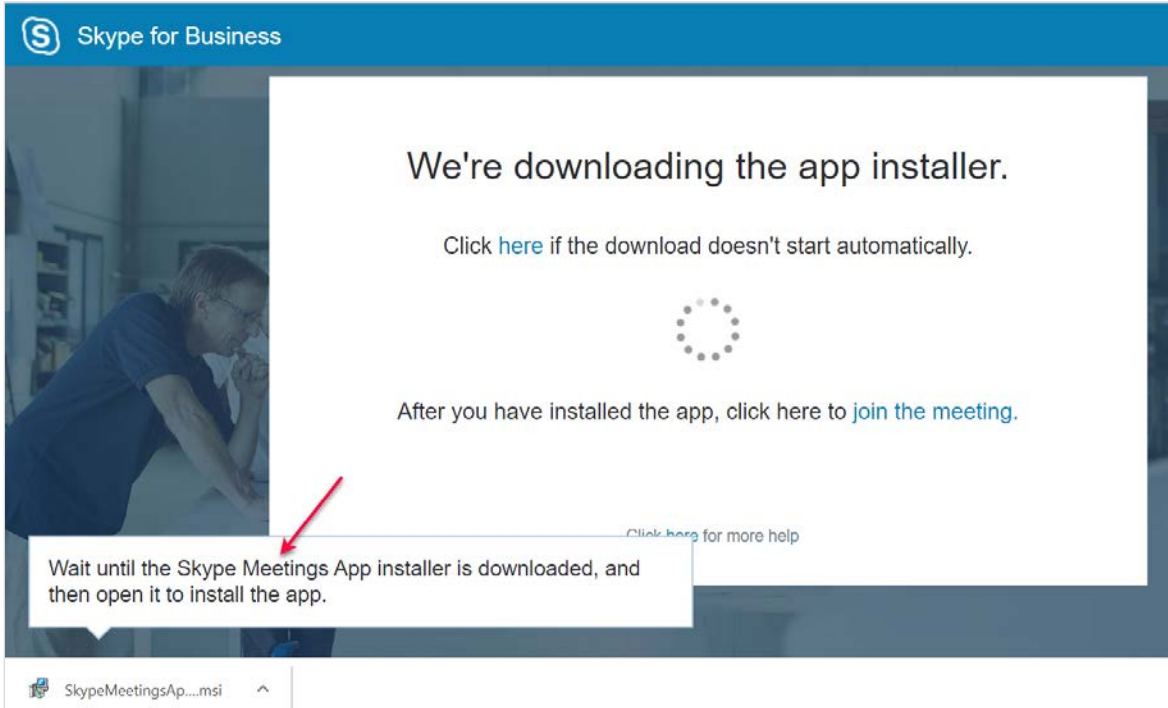 Skype for Business
We're downloading the app installer.
Click here if the download doesn't start automatically.
After you have installed the app, click here to join the meeting.
Click here for more help
Wait until the Skype Meetings App installer is downloaded, and
then open it to install the app.
SkypeMeetingsAp....msi